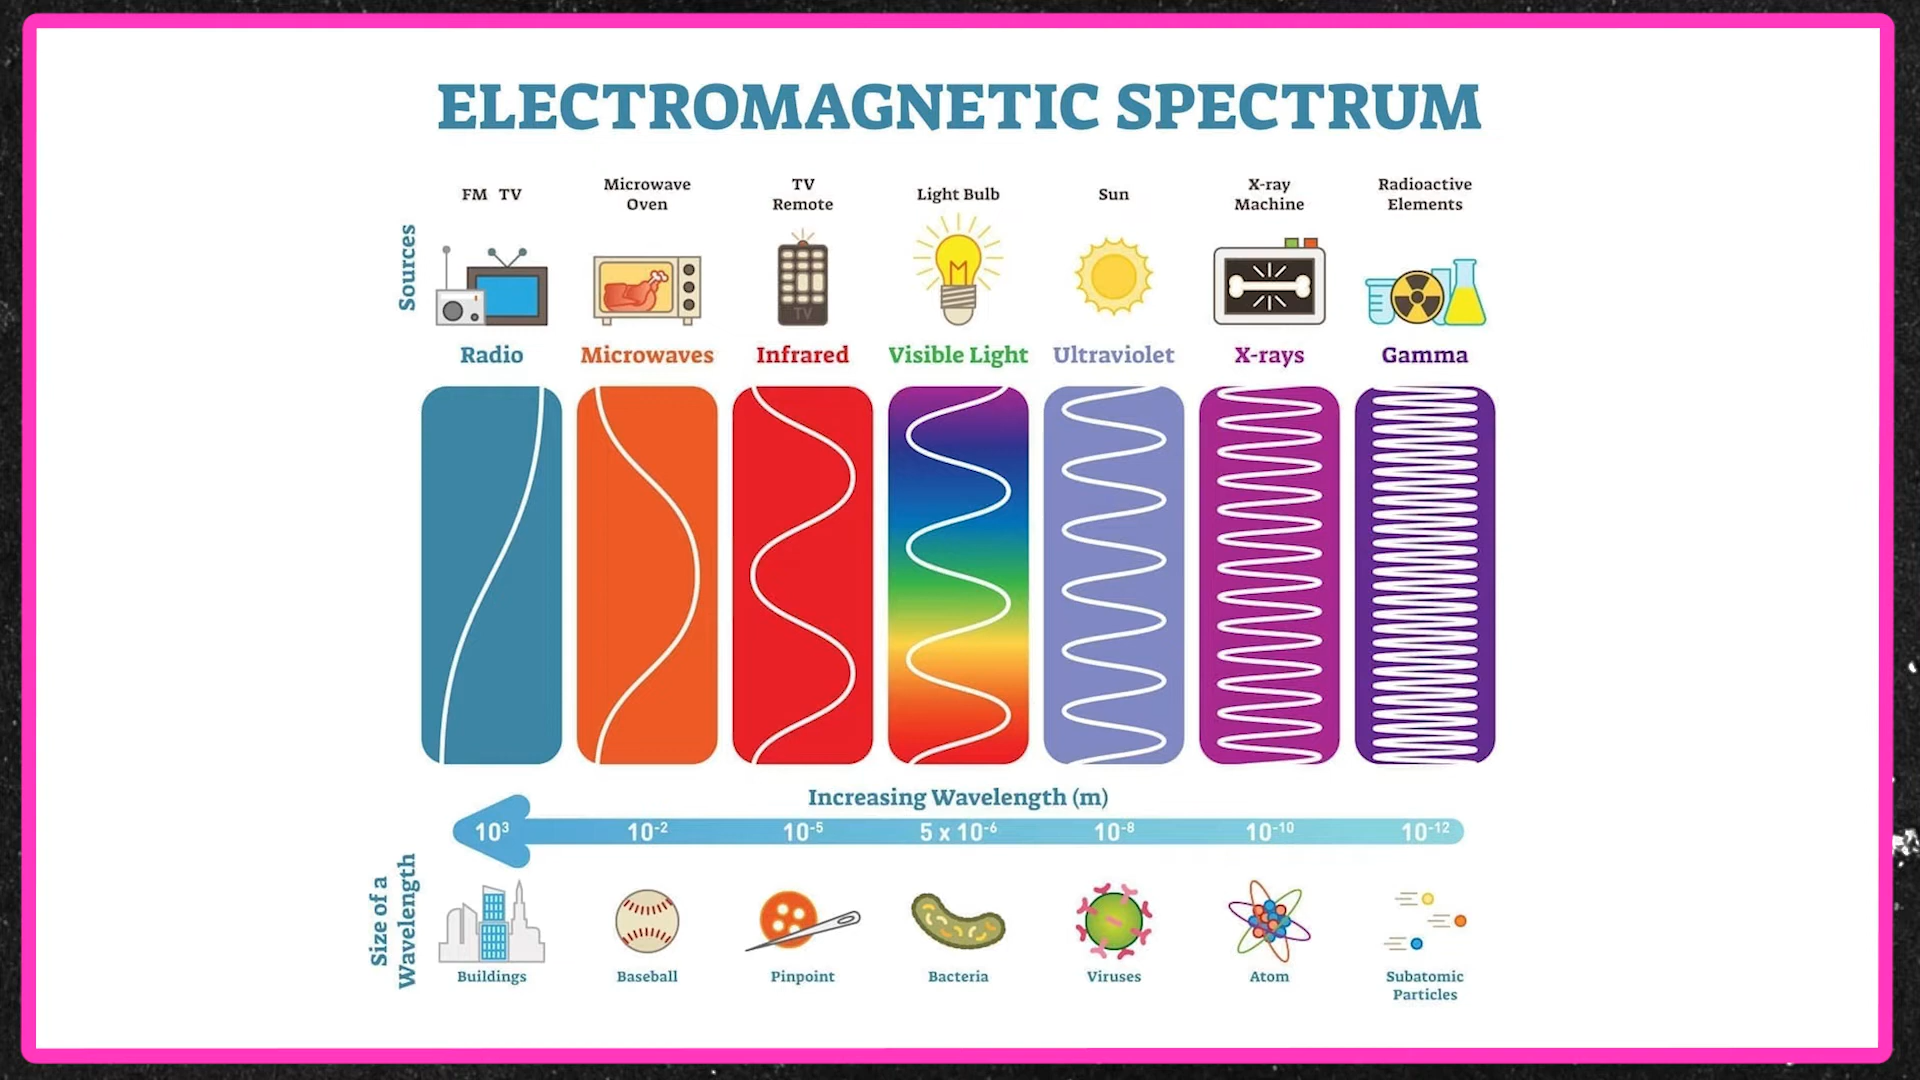 ELECTROMAGNETIC SPECTRUM
Sources
FM TV
Microwave
Oven
TV
Remote
Light Bulb
Sun
X-ray
Machine
Radioactive
Elements
TV
Radio
Microwaves
Infrared
Visible Light
Ultraviolet
X-rays
Gamma
Increasing Wavelength (m)
10³
10⁻²
10⁻⁵
5 x 10⁻⁶
10⁻⁸
10⁻¹⁰
10⁻¹²
Size of a
Wavelength
Buildings
Baseball
Pinpoint
Bacteria
Viruses
Atom
Subatomic
Particles